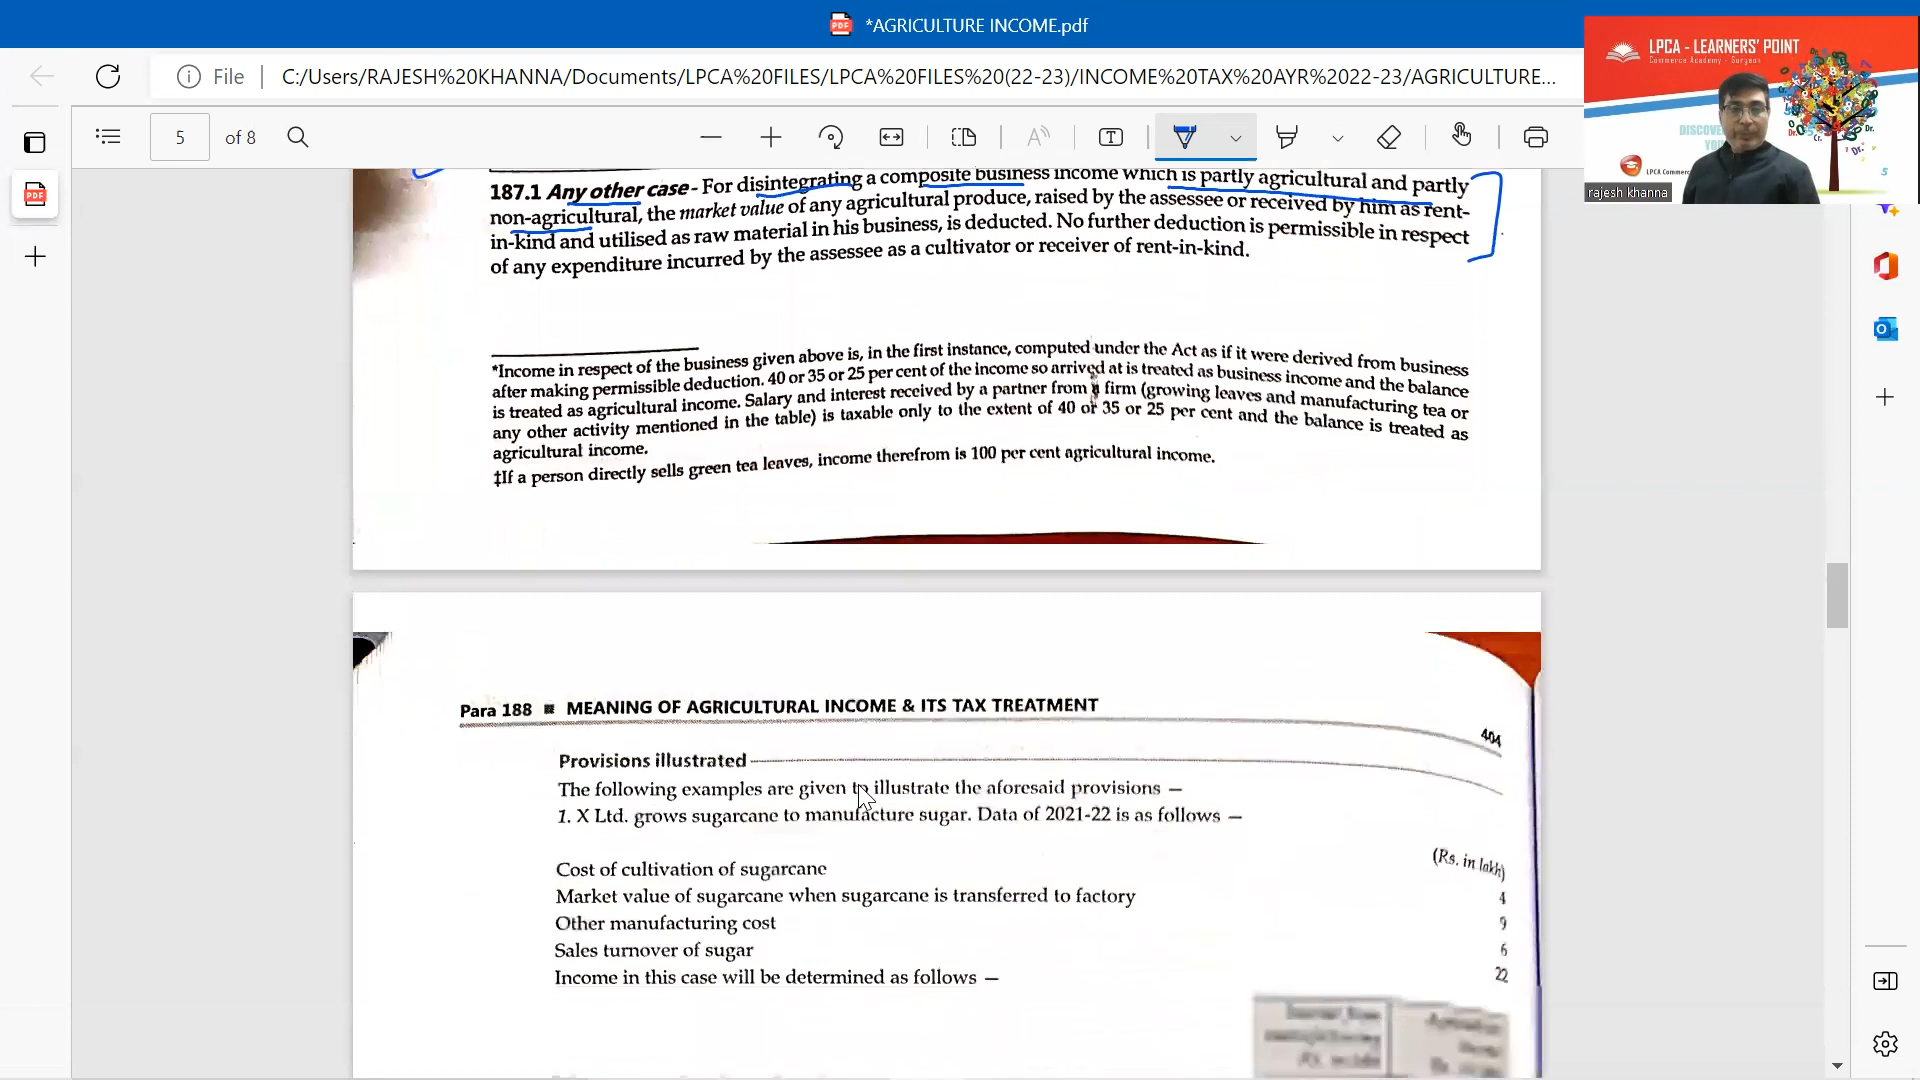 *AGRICULTURE INCOME.pdf
File
C:/Users/RAJESH%20KHANNA/Documents/LPCA%20FILES/LPCA%20FILES%20(22-23)/INCOME%20TAX%20AYR%2022-23/AGRICULTURE...
5 of 8
LPCA - LEARNERS' POINT
Commerce Academy - Gurgaon
rajesh khanna
187.1 Any other case - For disintegrating a composite business income which is partly agricultural and partly
non-agricultural, the market value of any agricultural produce, raised by the assessee or received by him as rent-
in-kind and utilised as raw material in his business, is deducted. No further deduction is permissible in respect
of any expenditure incurred by the assessee as a cultivator or receiver of rent-in-kind.
*Income in respect of the business given above is, in the first instance, computed under the Act as if it were derived from business
after making permissible deduction. 40 or 35 or 25 per cent of the income so arrived at is treated as business income and the balance
is treated as agricultural income. Salary and interest received by a partner from a firm (growing leaves and manufacturing tea or
any other activity mentioned in the table) is taxable only to the extent of 40 or 35 or 25 per cent and the balance is treated as
agricultural income.
‡If a person directly sells green tea leaves, income therefrom is 100 per cent agricultural income.
Para 188 ■ MEANING OF AGRICULTURAL INCOME & ITS TAX TREATMENT
404
Provisions illustrated
The following examples are given to illustrate the aforesaid provisions —
1. X Ltd. grows sugarcane to manufacture sugar. Data of 2021-22 is as follows —
(Rs. in lakh)
Cost of cultivation of sugarcane 4
Market value of sugarcane when sugarcane is transferred to factory 9
Other manufacturing cost 6
Sales turnover of sugar 22
Income in this case will be determined as follows —